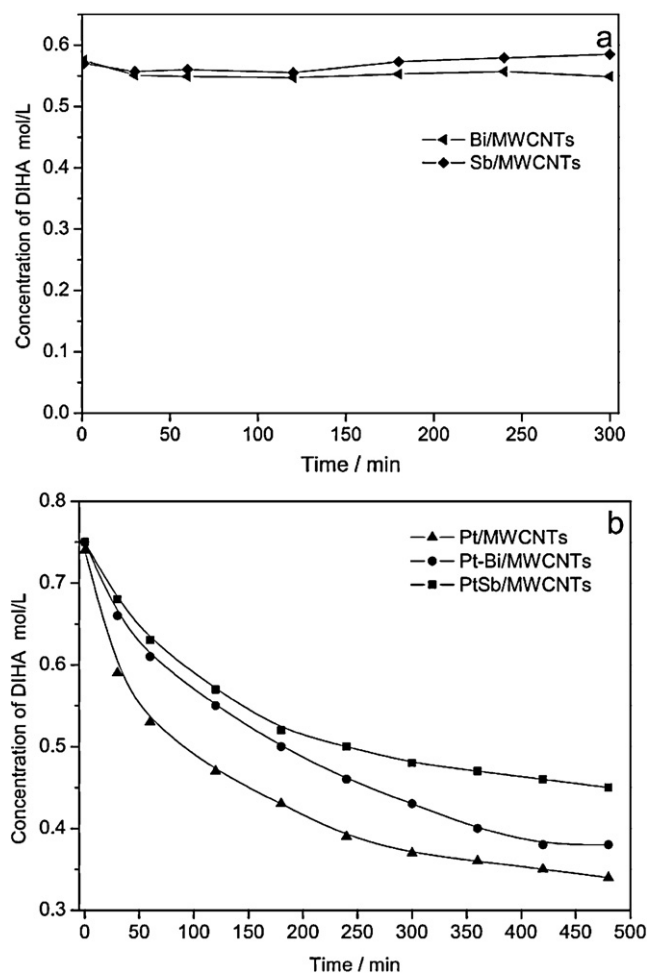 a
0.6
0.5
0.4
0.3
0.2
0.1
0.0
Concentration of DIHA mol/L
Bi/MWCNTs
Sb/MWCNTs
0 50 100 150 200 250 300
Time / min
b
0.8
0.7
0.6
0.5
0.4
0.3
Concentration of DIHA mol/L
Pt/MWCNTs
Pt-Bi/MWCNTs
PtSb/MWCNTs
0 50 100 150 200 250 300 350 400 450 500
Time / min